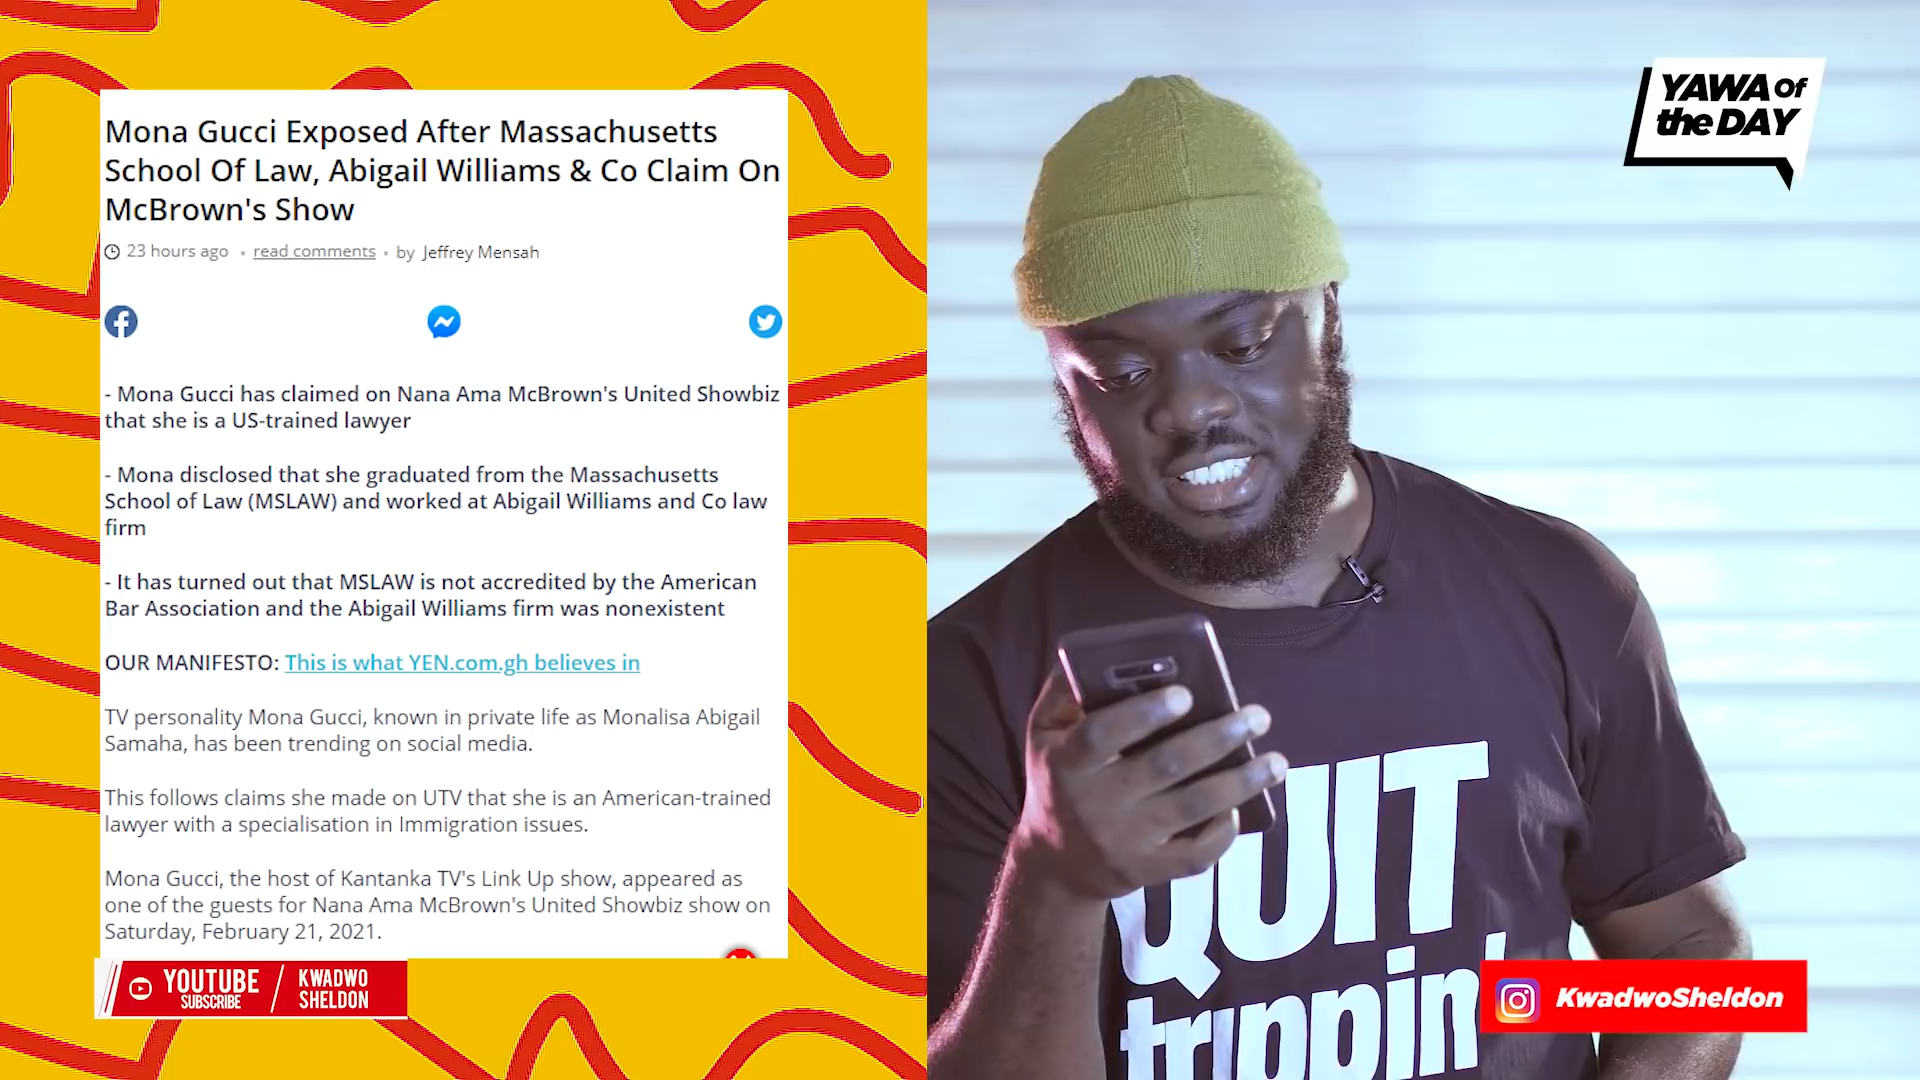 Mona Gucci Exposed After Massachusetts
School Of Law, Abigail Williams & Co Claim On
McBrown's Show
23 hours ago • read comments • by Jeffrey Mensah
- Mona Gucci has claimed on Nana Ama McBrown's United Showbiz
that she is a US-trained lawyer
- Mona disclosed that she graduated from the Massachusetts
School of Law (MSLAW) and worked at Abigail Williams and Co law
firm
- It has turned out that MSLAW is not accredited by the American
Bar Association and the Abigail Williams firm was nonexistent
OUR MANIFESTO: This is what YEN.com.gh believes in
TV personality Mona Gucci, known in private life as Monalisa Abigail
Samaha, has been trending on social media.
This follows claims she made on UTV that she is an American-trained
lawyer with a specialisation in Immigration issues.
Mona Gucci, the host of Kantanka TV's Link Up show, appeared as
one of the guests for Nana Ama McBrown's United Showbiz show on
Saturday, February 21, 2021.
YOUTUBE
SUBSCRIBE
KWADWO
SHELDON
YAWA of
the DAY
QUIT
trippin'
KwadwoSheldon